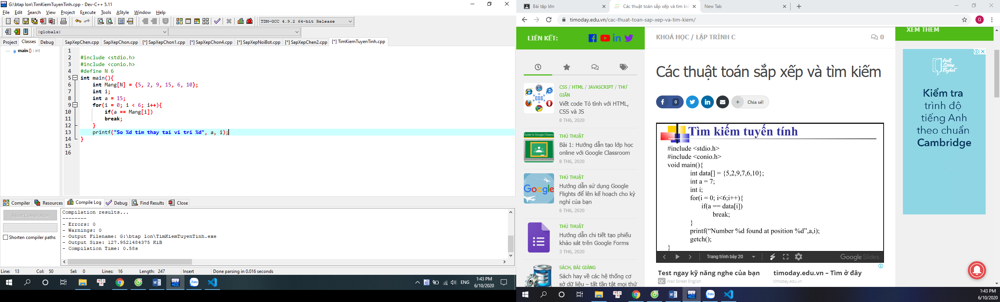 G:\btap lon\TimKiemTuyenTinh.cpp - Dev-C++ 5.11
File Edit Search View Project Execute Tools AStyle Window Help
TDM-GCC 4.9.2 64-bit Release
(globals)
Project Classes Debug
SapXepChen.cpp SapXepChon.cpp [*] SapXepChon1.cpp [*] SapXepChon4.cpp [*] SapXepNoiBot.cpp [*] SapXepChen2.cpp [*] TimKiemTuyenTinh.cpp
main () : int
1
2 #include <stdio.h>
3 #include <conio.h>
4 #define N 6
5 int main(){
6 int Mang[N] = {5, 2, 9, 15, 6, 10};
7 int i;
8 int a = 15;
9 for(i = 0; i < 6; i++){
10 if(a == Mang[i])
11 break;
12 }
13 printf("So %d tim thay tai vi tri %d", a, i);
14 }
15
16
Compiler Resources Compile Log Debug Find Results Close
Abort Compilation
Shorten compiler paths
Compilation results...
--------
- Errors: 0
- Warnings: 0
- Output Filename: G:\btap lon\TimKiemTuyenTinh.exe
- Output Size: 127.9521484375 KiB
- Compilation Time: 0.58s
Line: 13 Col: 50 Sel: 0 Lines: 16 Length: 247 Insert Done parsing in 0.016 seconds
ENG
1:43 PM
6/10/2020
Bài tập lớn
Các thuật toán sắp xếp và tìm kiế
New Tab
timoday.edu.vn/cac-thuat-toan-sap-xep-va-tim-kiem/
Q
LIÊN KẾT:
CSS / HTML / JAVASCRIPT / THƯ
GIÃN
Viết code Tỏ tình với HTML,
CSS và JS
8 TH6, 2020
THỦ THUẬT
Bài 1: Hướng dẫn tạo lớp học
online với Google Classroom
8 TH6, 2020
THỦ THUẬT
Hướng dẫn sử dụng Google
Flights để lên kế hoạch cho kỳ
nghỉ của bạn
6 TH6, 2020
THỦ THUẬT
Hướng dẫn chi tiết tạo phiếu
khảo sát trên Google Forms
3 TH6, 2020
SÁCH, BÀI GIẢNG
Sách hay về các hệ thống cơ
sở dữ liệu – tất tần tật mọi thứ
CSS
Guide to Google Classroom
Google
KHOÁ HỌC / LẬP TRÌNH C
0
Các thuật toán sắp xếp và tìm kiếm
0
Chia sẻ!
Tìm kiếm tuyến tính
#include <stdio.h>
#include <conio.h>
void main(){
int data[] = {5,2,9,7,6,10};
int a = 7;
int i;
for(i = 0; i<6;i++){
if(a == data[i])
break;
}
printf(“Number %d found at position %d”,a,i);
getch();
}
Trang trình bày 20
Google Slides
Test ngay kỹ năng nghe của bạn
QC Wall Street English
timoday.edu.vn – Tìm ở đây
timoday.edu.vn
XEM THÊM
Wall
Street
English
Kiểm tra
trình độ
tiếng Anh
theo chuẩn
Cambridge
1:43 PM
6/10/2020